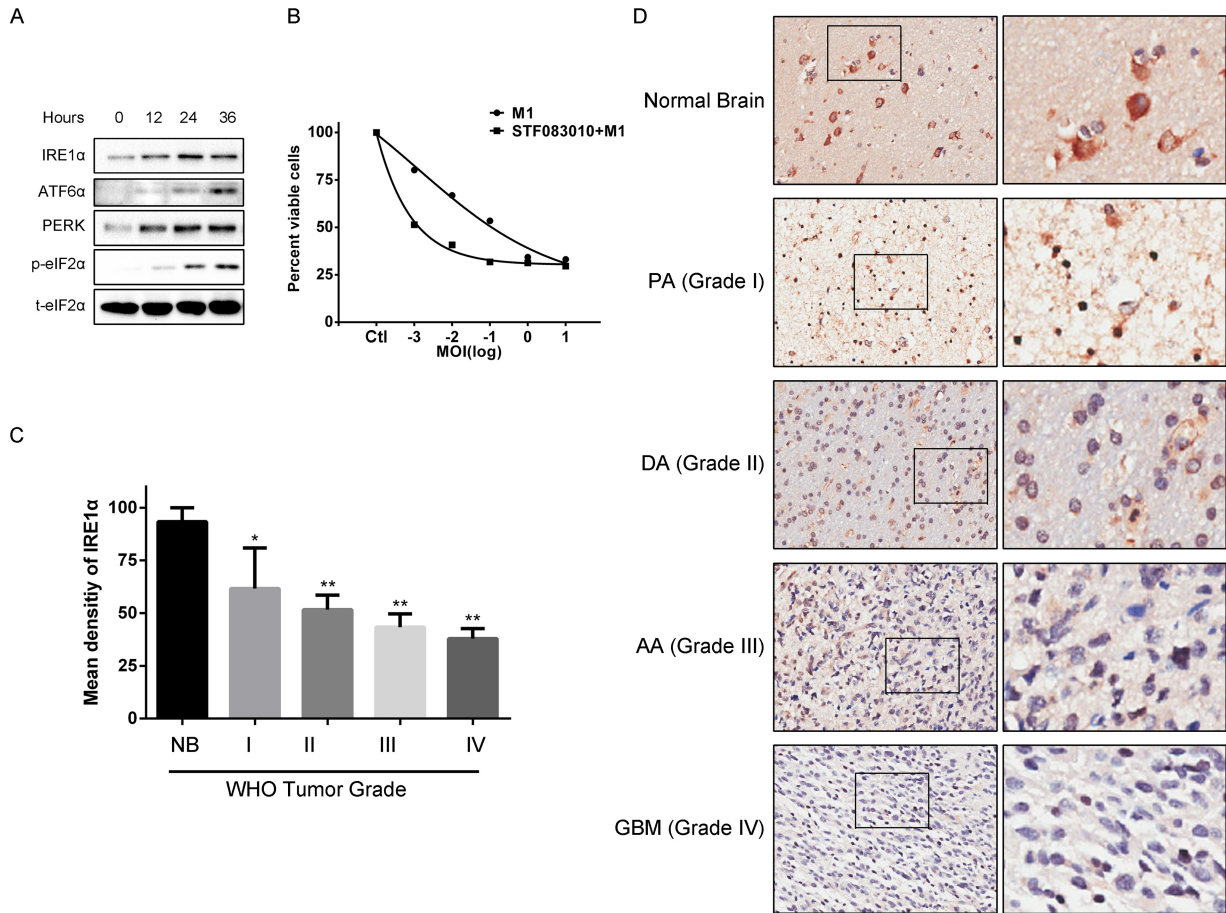 A
Hours 0 12 24 36
IRE1α
ATF6α
PERK
p-eIF2α
t-eIF2α
B
M1
STF083010+M1
Percent viable cells
100
75
50
25
0
Ctl -3 -2 -1 0 1
MOI(log)
C
Mean densitiy of IRE1α
100
75
50
25
0
* ** ** **
NB I II III IV
WHO Tumor Grade
D
Normal Brain
PA (Grade I)
DA (Grade II)
AA (Grade III)
GBM (Grade IV)